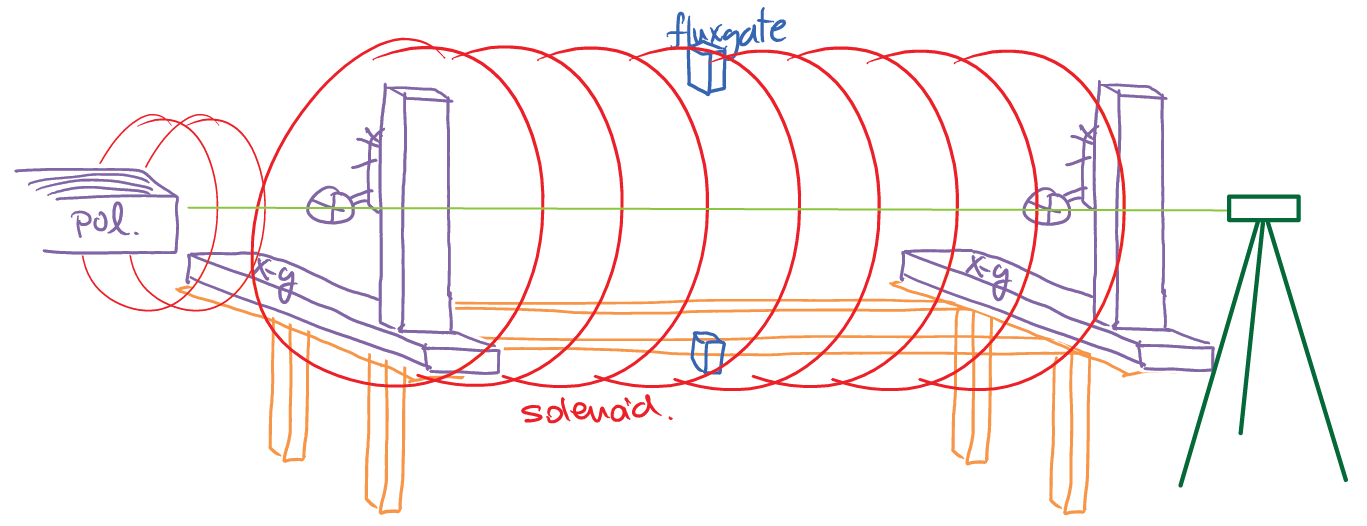 fluxgate
pol.
x-y
x-y
solenoid.